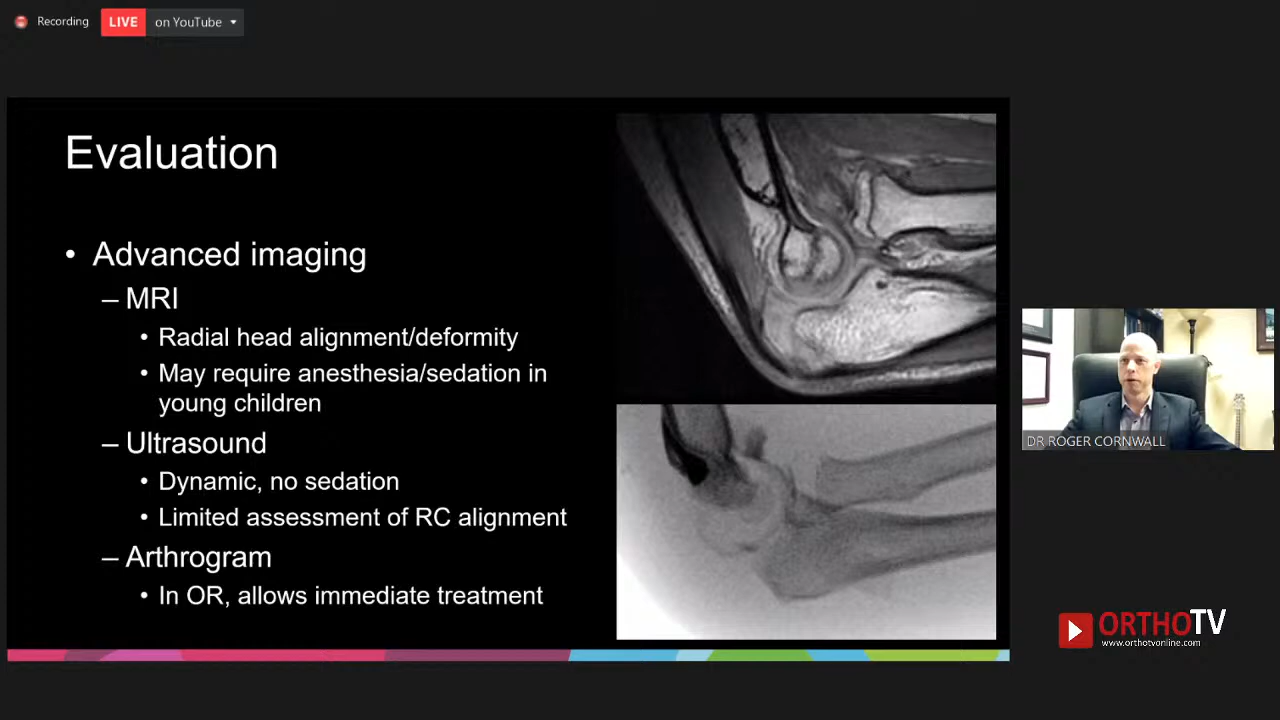 Recording
LIVE on YouTube
Evaluation
• Advanced imaging
– MRI
• Radial head alignment/deformity
• May require anesthesia/sedation in
young children
– Ultrasound
• Dynamic, no sedation
• Limited assessment of RC alignment
– Arthrogram
• In OR, allows immediate treatment
DR ROGER CORNWALL
ORTHOTV
www.orthotvonline.com